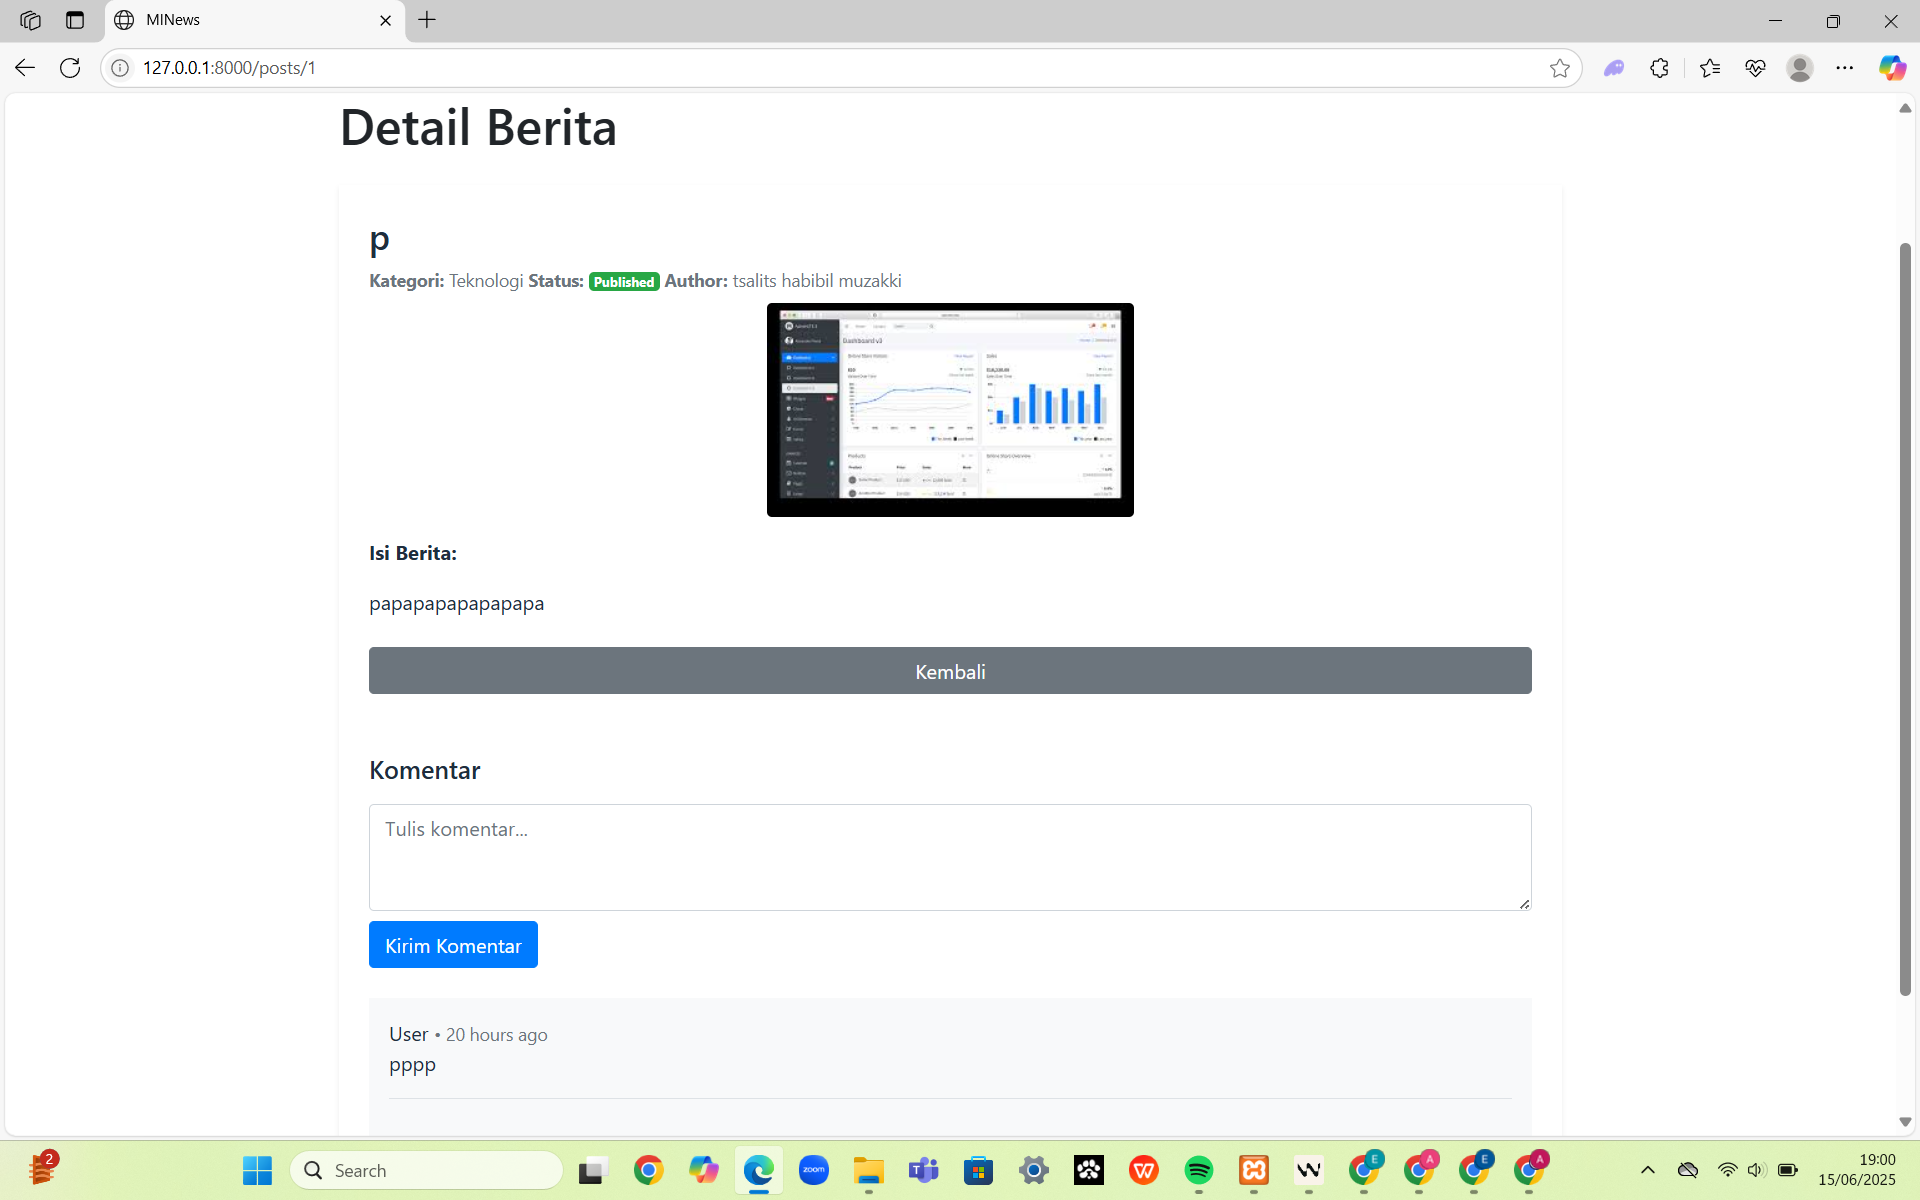 MINews
127.0.0.1:8000/posts/1
Detail Berita
p
Kategori: Teknologi Status: Published Author: tsalits habibil muzakki
Dashboard v3
Isi Berita:
papapapapapapapa
Kembali
Komentar
Tulis komentar...
Kirim Komentar
User • 20 hours ago
pppp
2
Search
zoom
E
A
E
A
19:00
15/06/2025